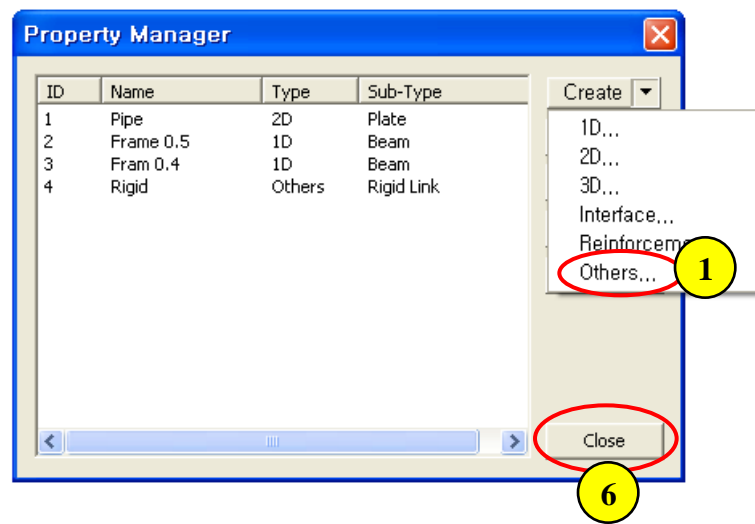 Property Manager
ID Name Type Sub-Type Create
1 Pipe 2D Plate
2 Frame 0.5 1D Beam
3 Fram 0.4 1D Beam
4 Rigid Others Rigid Link
1D...
2D...
3D...
Interface...
Reinforceme
Others...
1
Close
6